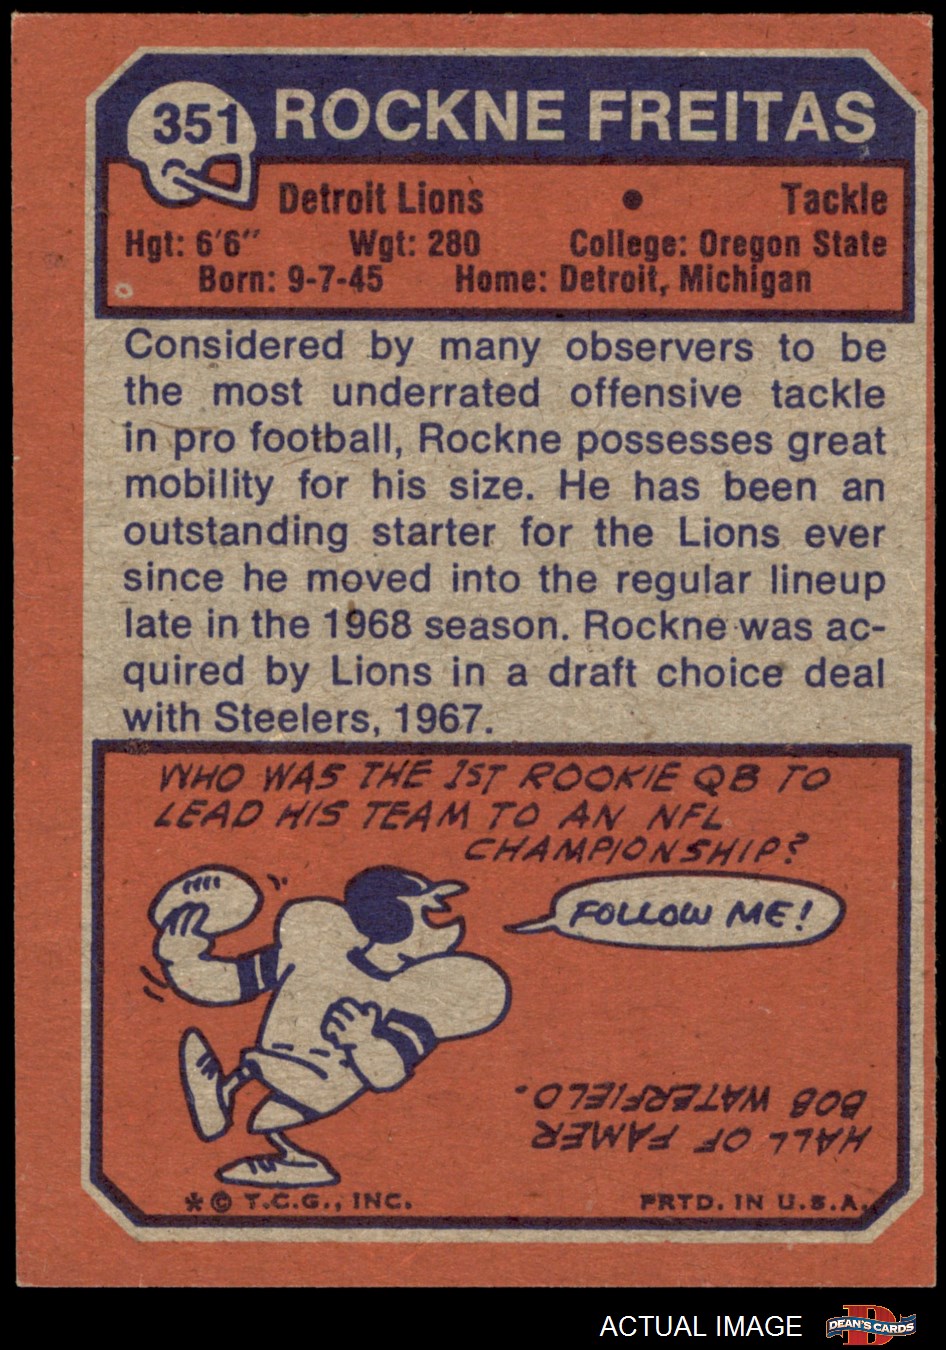 351 ROCKNE FREITAS
Detroit Lions • Tackle
Hgt: 6'6" Wgt: 280 College: Oregon State
Born: 9-7-45 Home: Detroit, Michigan
Considered by many observers to be
the most underrated offensive tackle
in pro football, Rockne possesses great
mobility for his size. He has been an
outstanding starter for the Lions ever
since he moved into the regular lineup
late in the 1968 season. Rockne was ac-
quired by Lions in a draft choice deal
with Steelers, 1967.
WHO WAS THE 1ST ROOKIE QB TO
LEAD HIS TEAM TO AN NFL
CHAMPIONSHIP?
FOLLOW ME!
HALL OF FAMER
BOB WATERFIELD.
* © T.C.G., INC. PRTD. IN U.S.A.
ACTUAL IMAGE DEAN'S CARDS